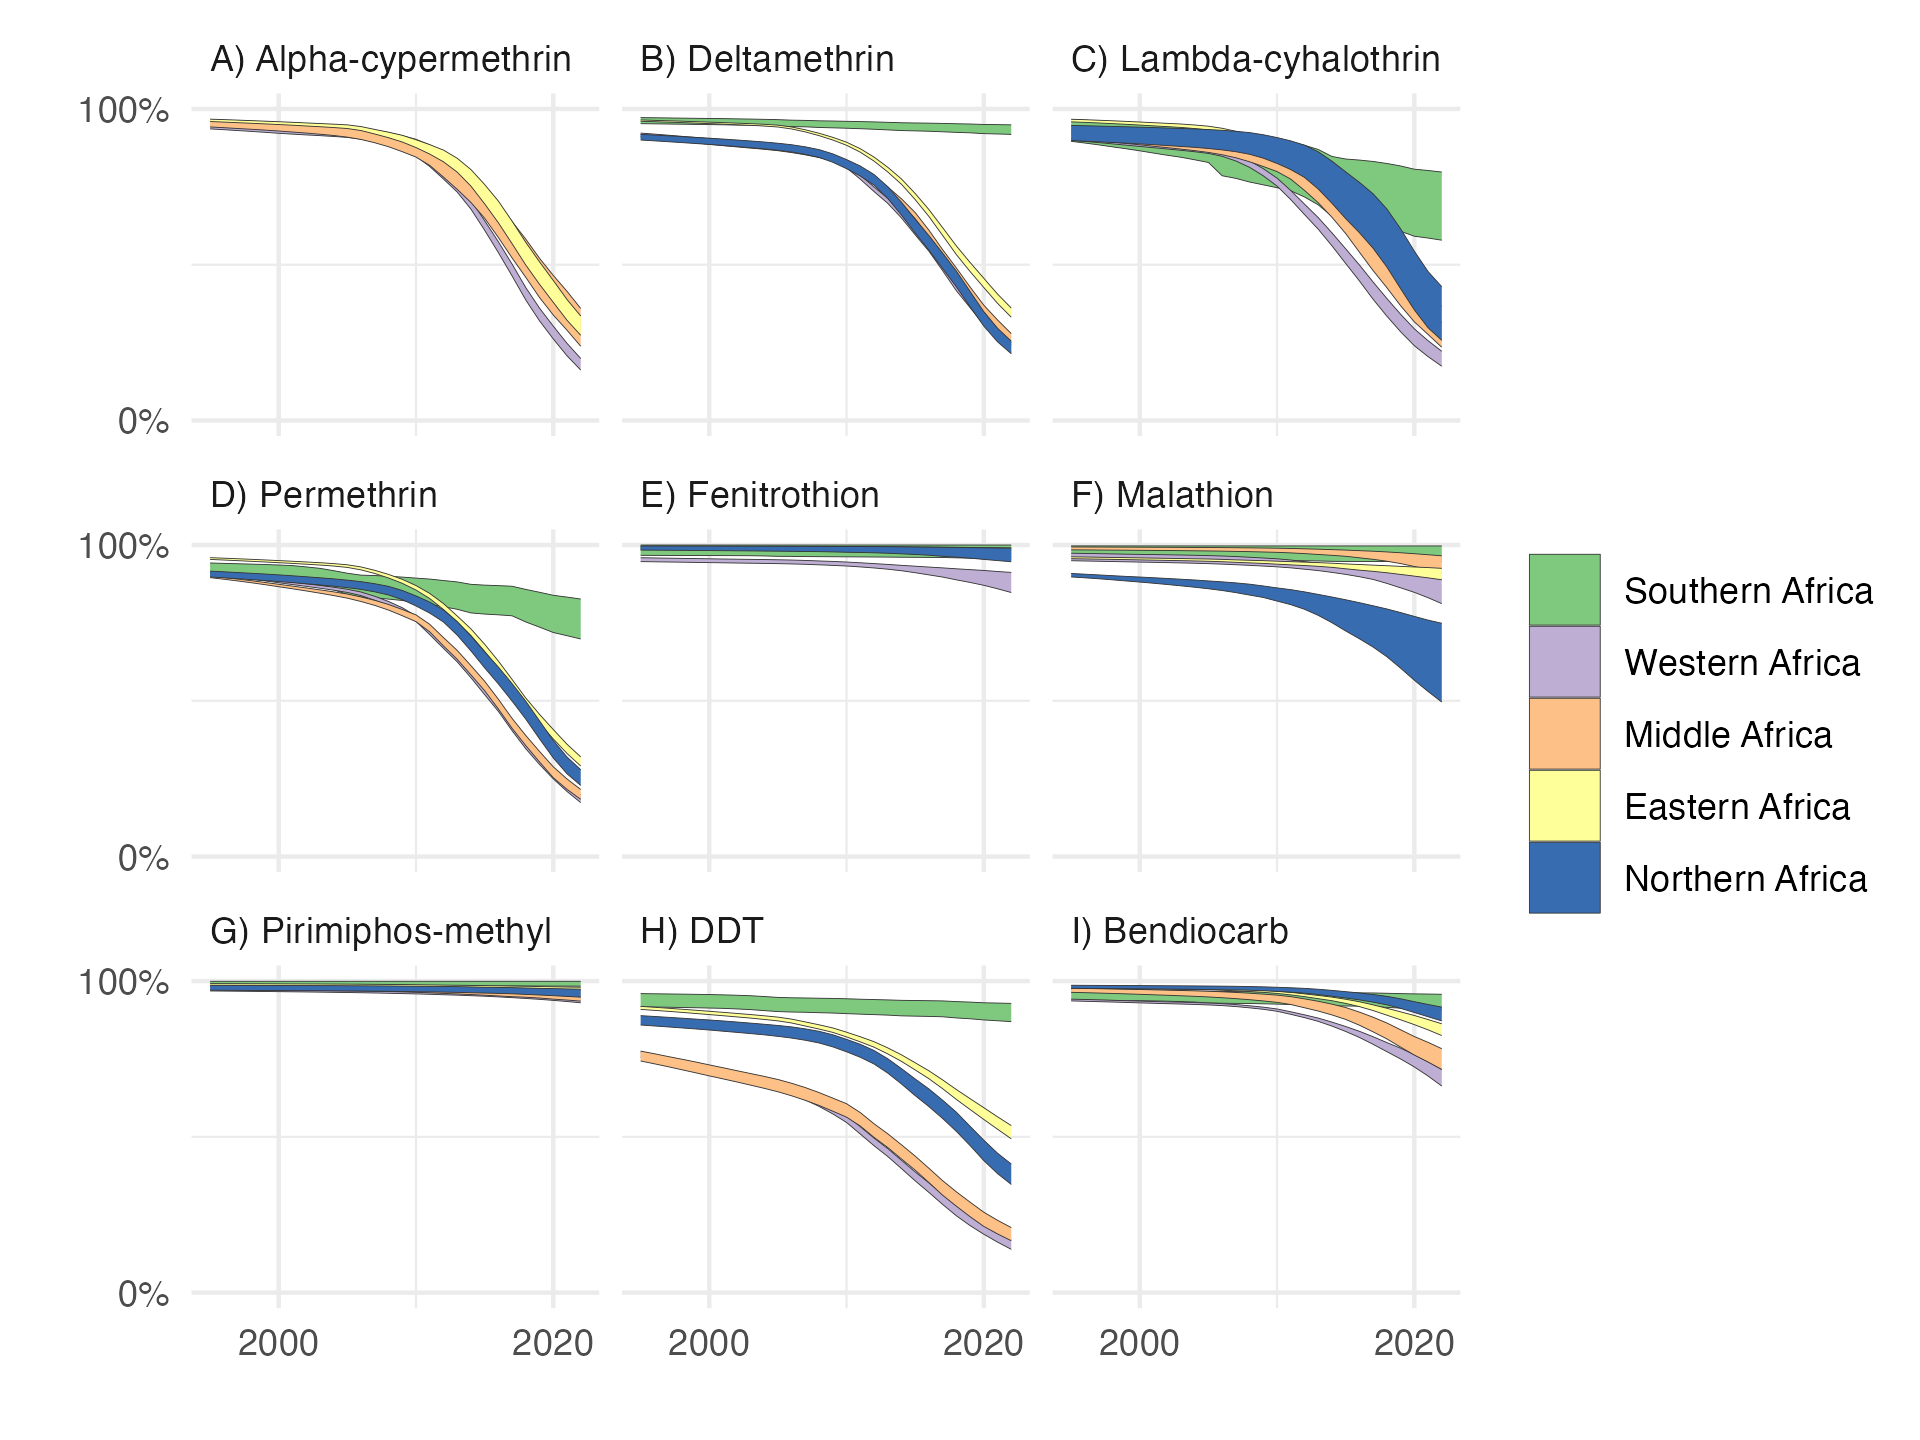 A) Alpha-cypermethrin
B) Deltamethrin
C) Lambda-cyhalothrin
100%
0%
D) Permethrin
E) Fenitrothion
F) Malathion
100%
0%
Southern Africa
Western Africa
Middle Africa
Eastern Africa
Northern Africa
G) Pirimiphos-methyl
H) DDT
I) Bendiocarb
100%
0%
2000 2020
2000 2020
2000 2020